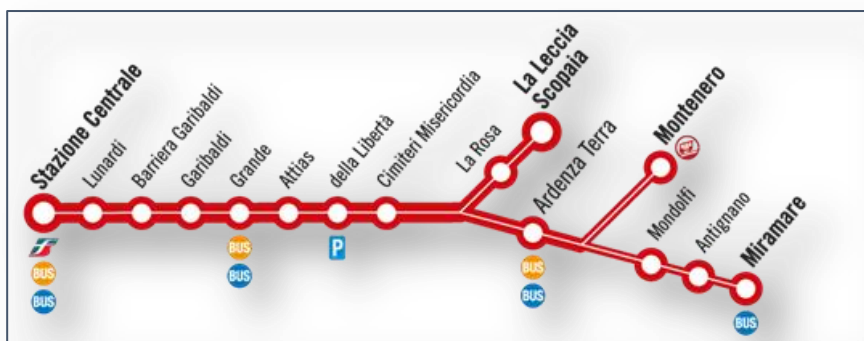 Stazione Centrale
Lunardi
Barriera Garibaldi
Garibaldi
Grande
Attias
della Libertà
Cimiteri Misericordia
La Rosa
La Leccia
Scopaia
Ardenza Terra
Montenero
Mondolfi
Antignano
Miramare
BUS
BUS
BUS
BUS
P
BUS
BUS
BUS